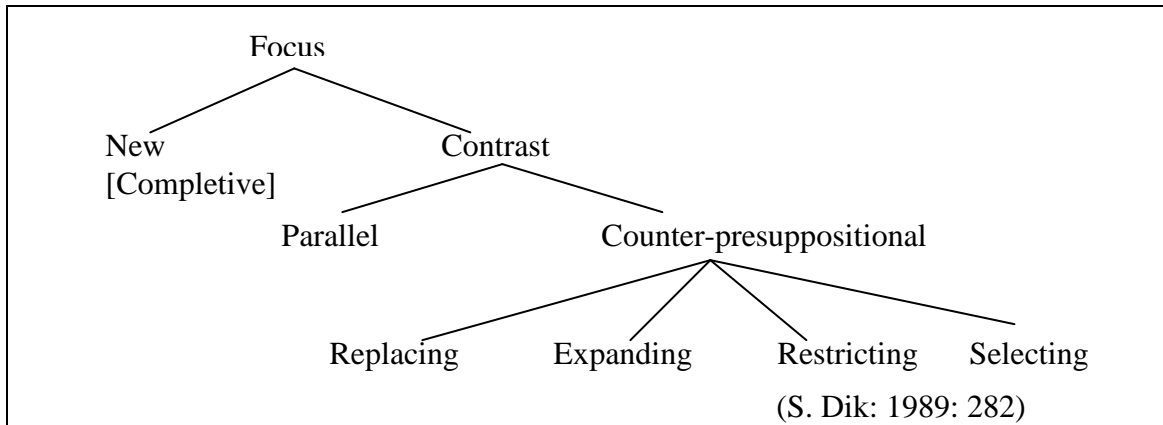 Focus
New
Contrast
[Completive]
Parallel
Counter-presuppositional
Replacing
Expanding
Restricting
Selecting
(S. Dik: 1989: 282)